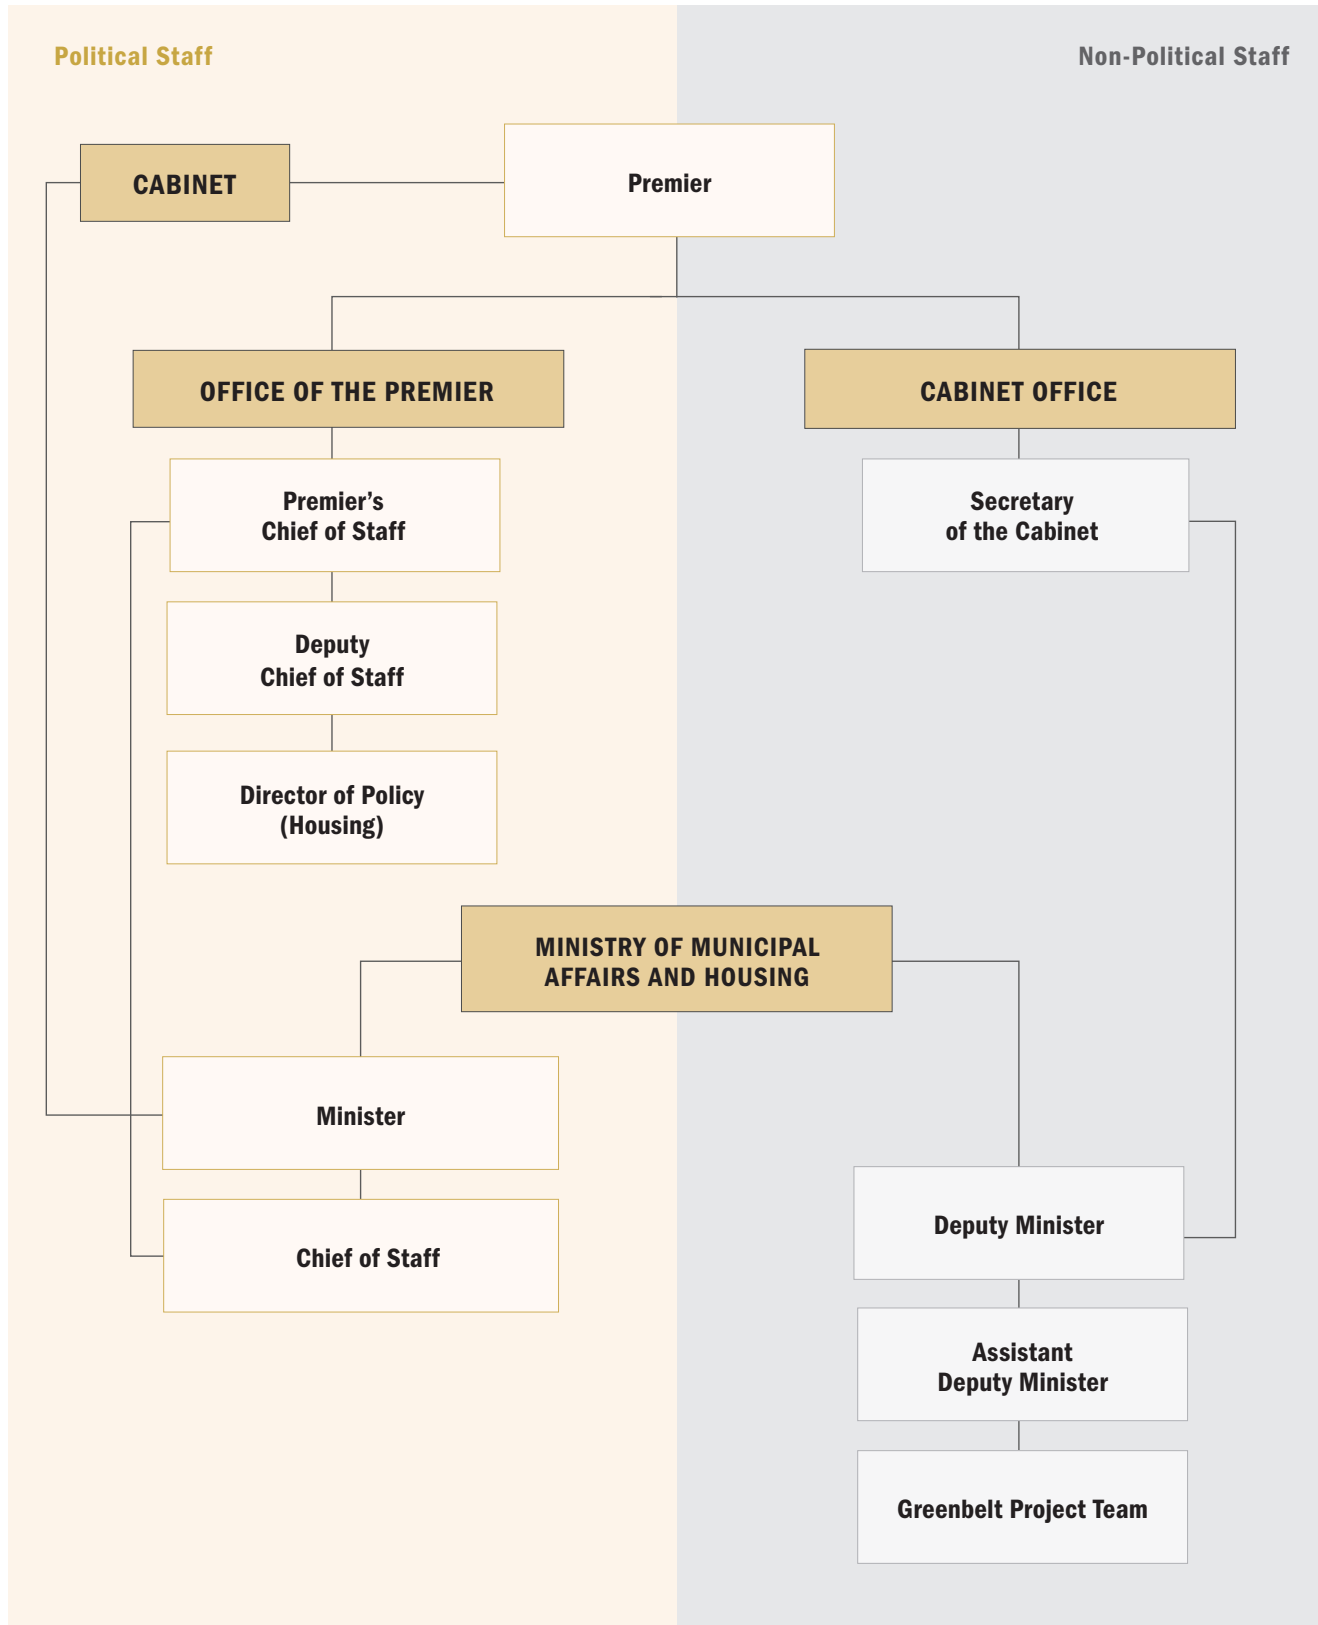 Political Staff
Non-Political Staff
CABINET
Premier
OFFICE OF THE PREMIER
CABINET OFFICE
Premier’s
Chief of Staff
Secretary
of the Cabinet
Deputy
Chief of Staff
Director of Policy
(Housing)
MINISTRY OF MUNICIPAL
AFFAIRS AND HOUSING
Minister
Chief of Staff
Deputy Minister
Assistant
Deputy Minister
Greenbelt Project Team